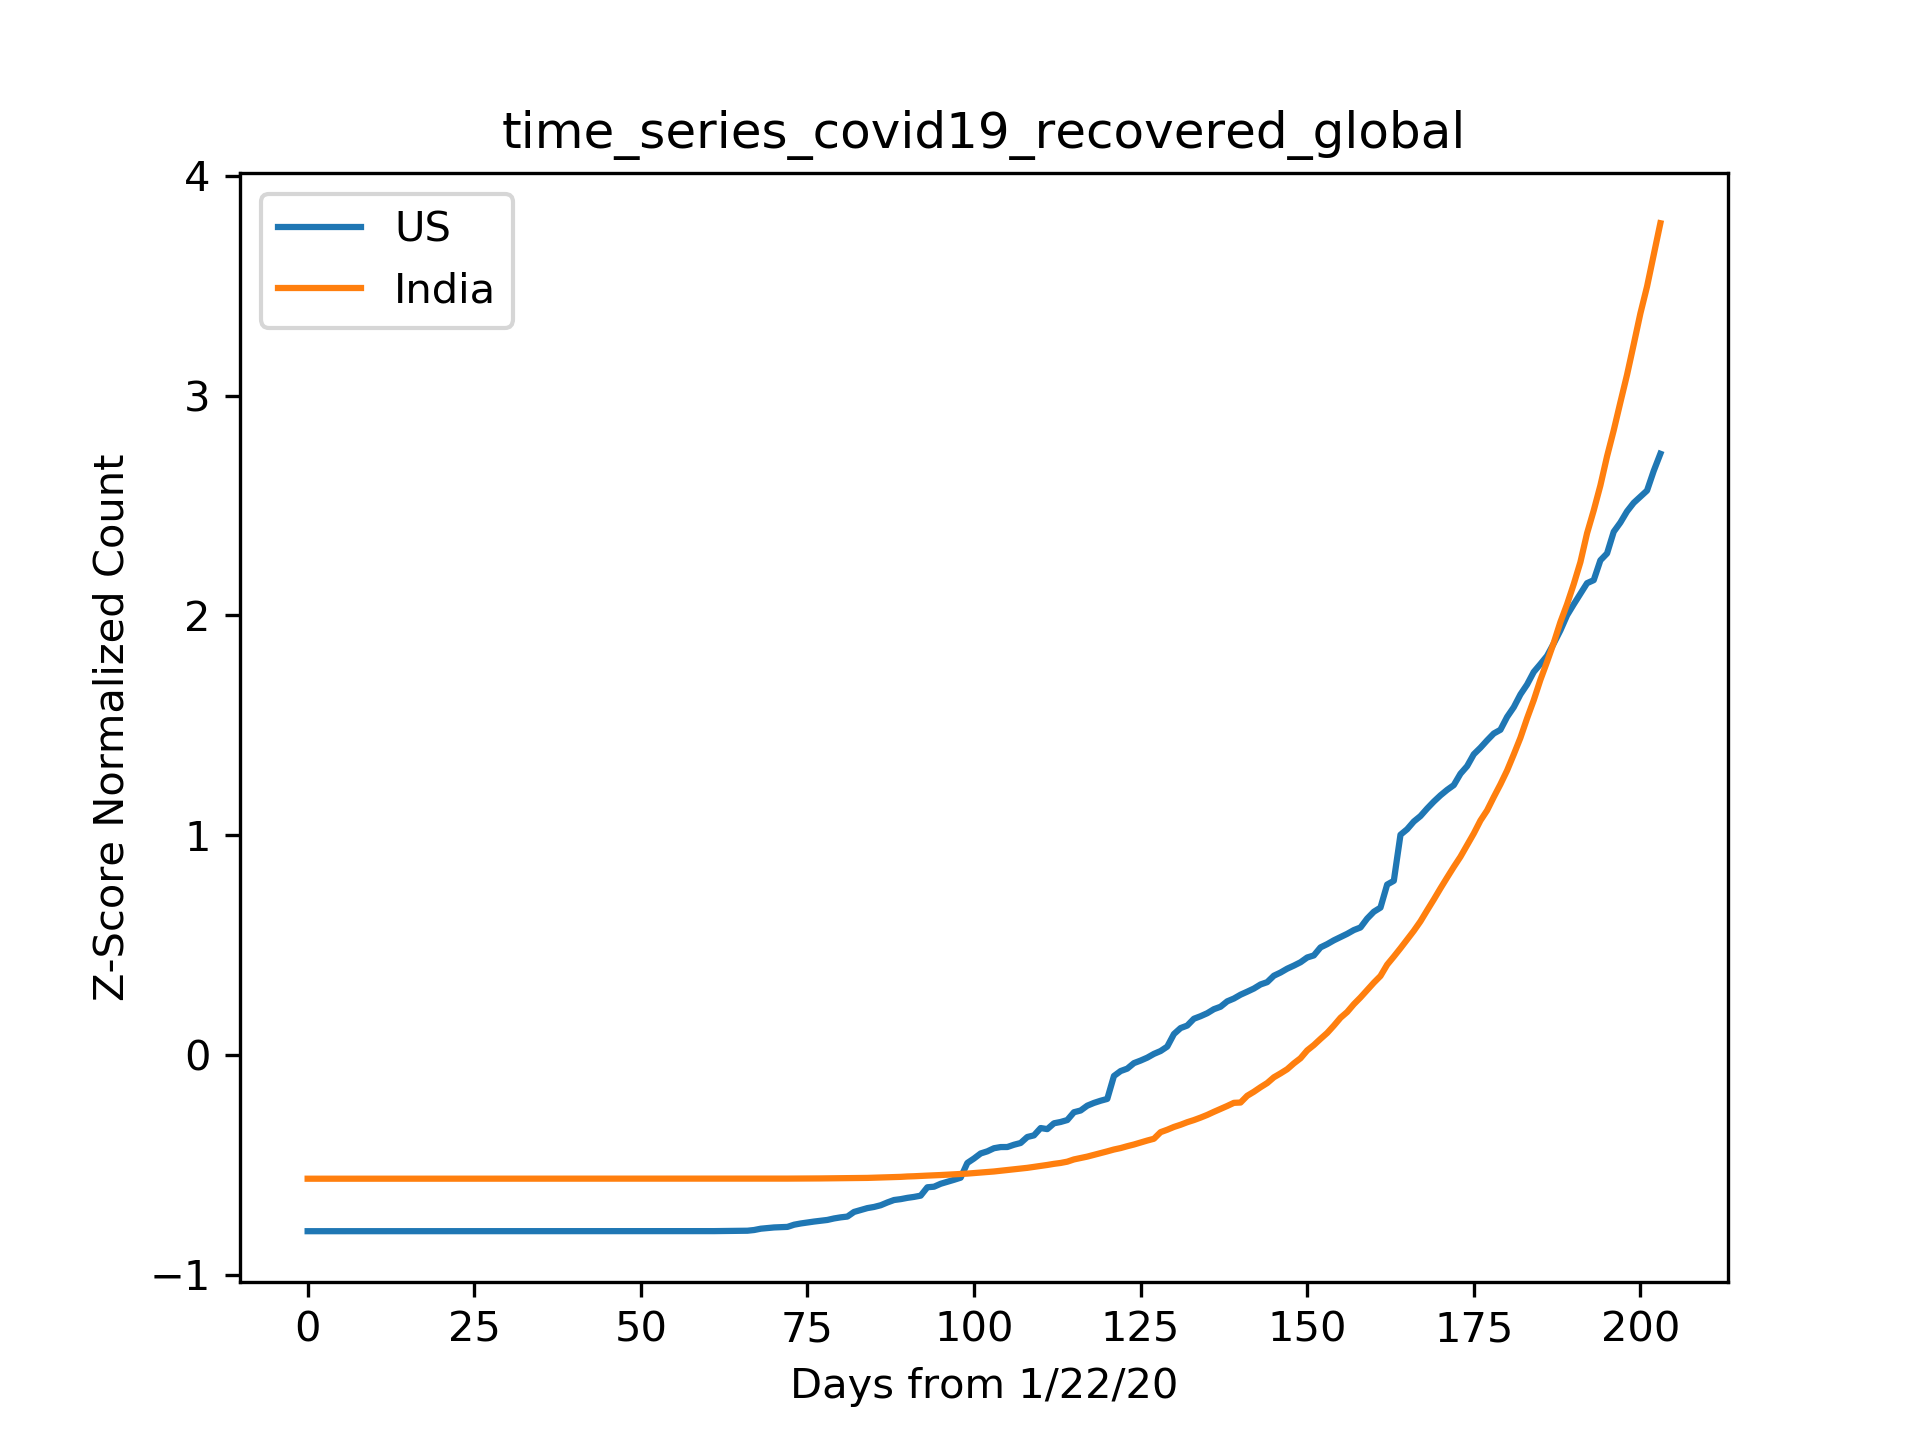 time_series_covid19_recovered_global
US
India
Z-Score Normalized Count
4
3
2
1
0
−1
0 25 50 75 100 125 150 175 200
Days from 1/22/20